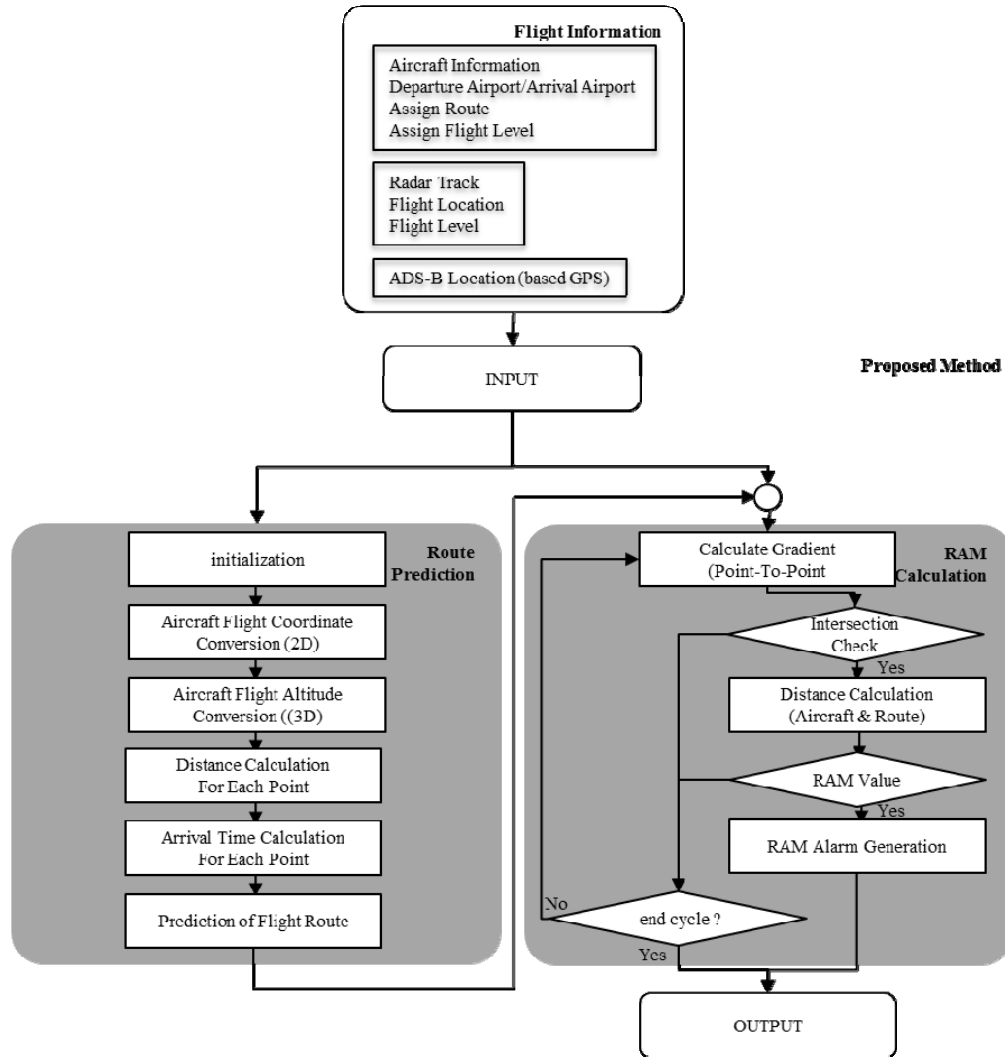 Flight Information
Aircraft Information
Departure Airport/Arrival Airport
Assign Route
Assign Flight Level
Radar Track
Flight Location
Flight Level
ADS-B Location (based GPS)
INPUT
Proposed Method
Route
Prediction
initialization
Aircraft Flight Coordinate
Conversion (2D)
Aircraft Flight Altitude
Conversion ((3D)
Distance Calculation
For Each Point
Arrival Time Calculation
For Each Point
Prediction of Flight Route
RAM
Calculation
Calculate Gradient
(Point-To-Point
Intersection
Check
Yes
Distance Calculation
(Aircraft & Route)
RAM Value
Yes
RAM Alarm Generation
No
end cycle ?
Yes
OUTPUT